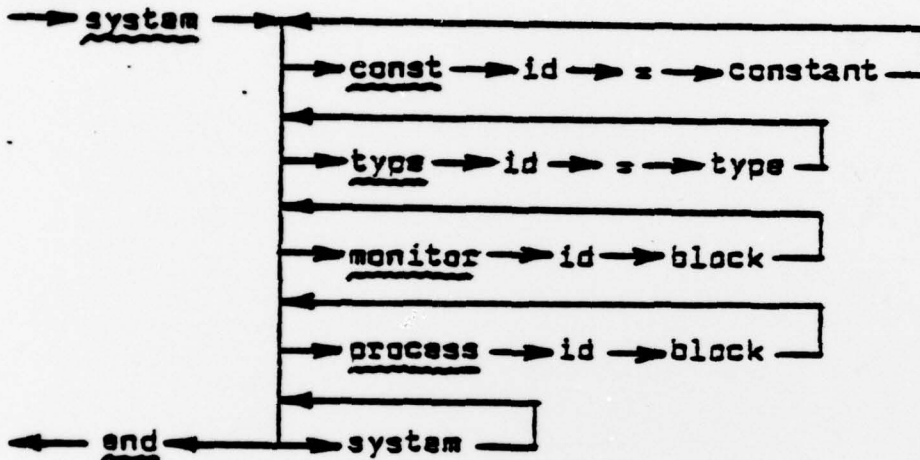 system
const id = constant
type id = type
monitor id block
process id block
end system